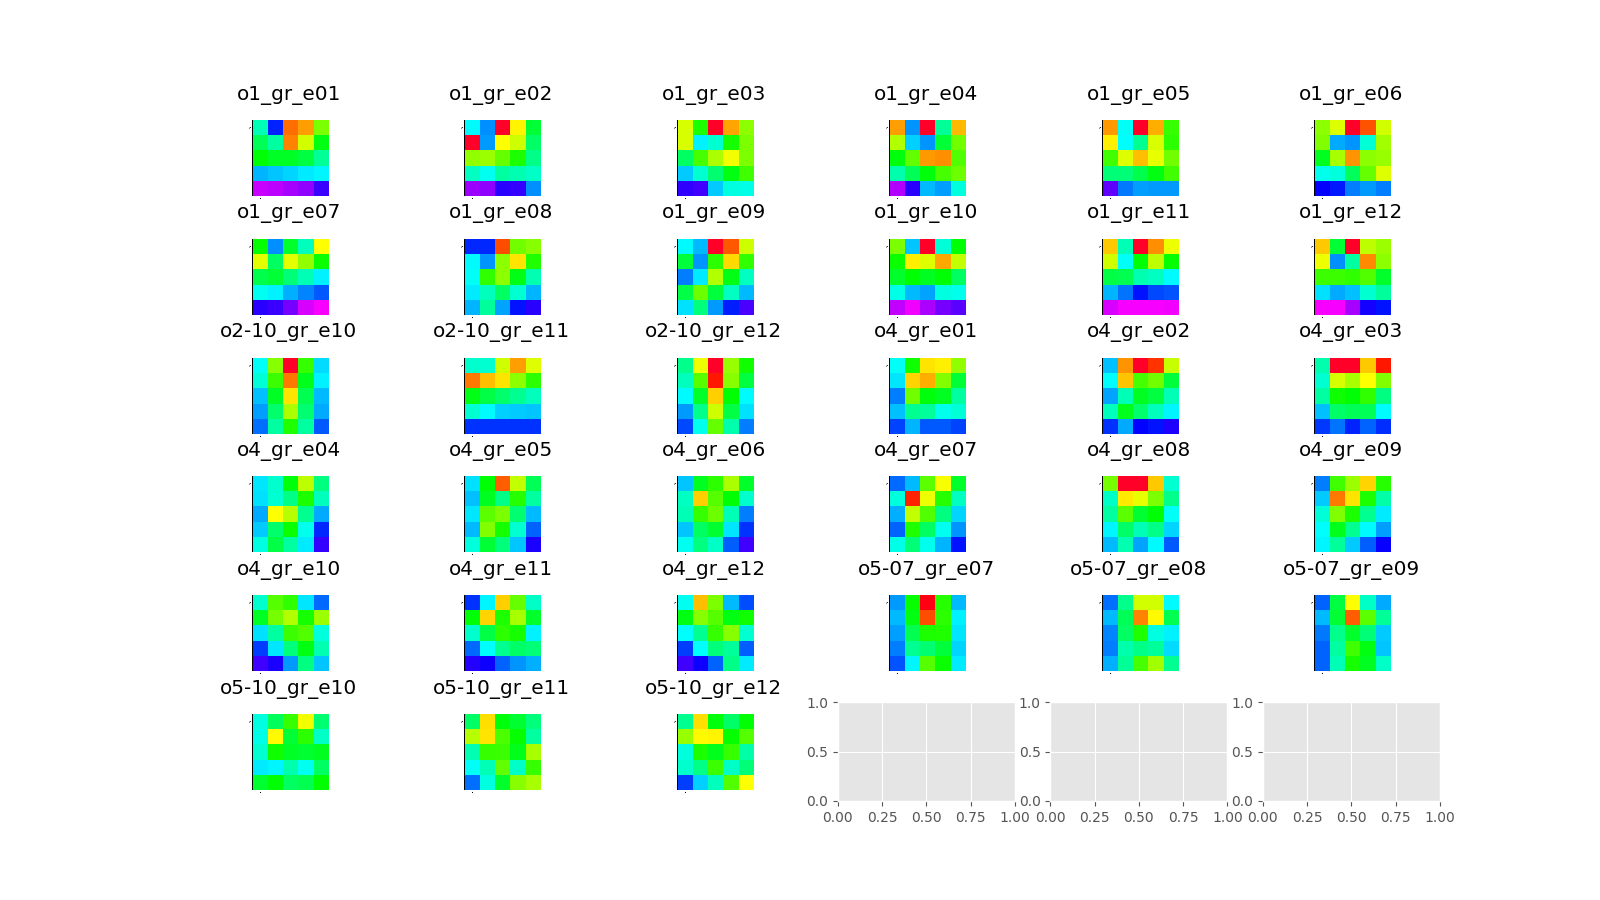 o1_gr_e01 o1_gr_e02 o1_gr_e03 o1_gr_e04 o1_gr_e05 o1_gr_e06
o1_gr_e07 o1_gr_e08 o1_gr_e09 o1_gr_e10 o1_gr_e11 o1_gr_e12
o2-10_gr_e10 o2-10_gr_e11 o2-10_gr_e12 o4_gr_e01 o4_gr_e02 o4_gr_e03
o4_gr_e04 o4_gr_e05 o4_gr_e06 o4_gr_e07 o4_gr_e08 o4_gr_e09
o4_gr_e10 o4_gr_e11 o4_gr_e12 o5-07_gr_e07 o5-07_gr_e08 o5-07_gr_e09
o5-10_gr_e10 o5-10_gr_e11 o5-10_gr_e12
1.0 1.0 1.0
0.5 0.5 0.5
0.0 0.0 0.0
0.00 0.25 0.50 0.75 1.00 0.00 0.25 0.50 0.75 1.00 0.00 0.25 0.50 0.75 1.00